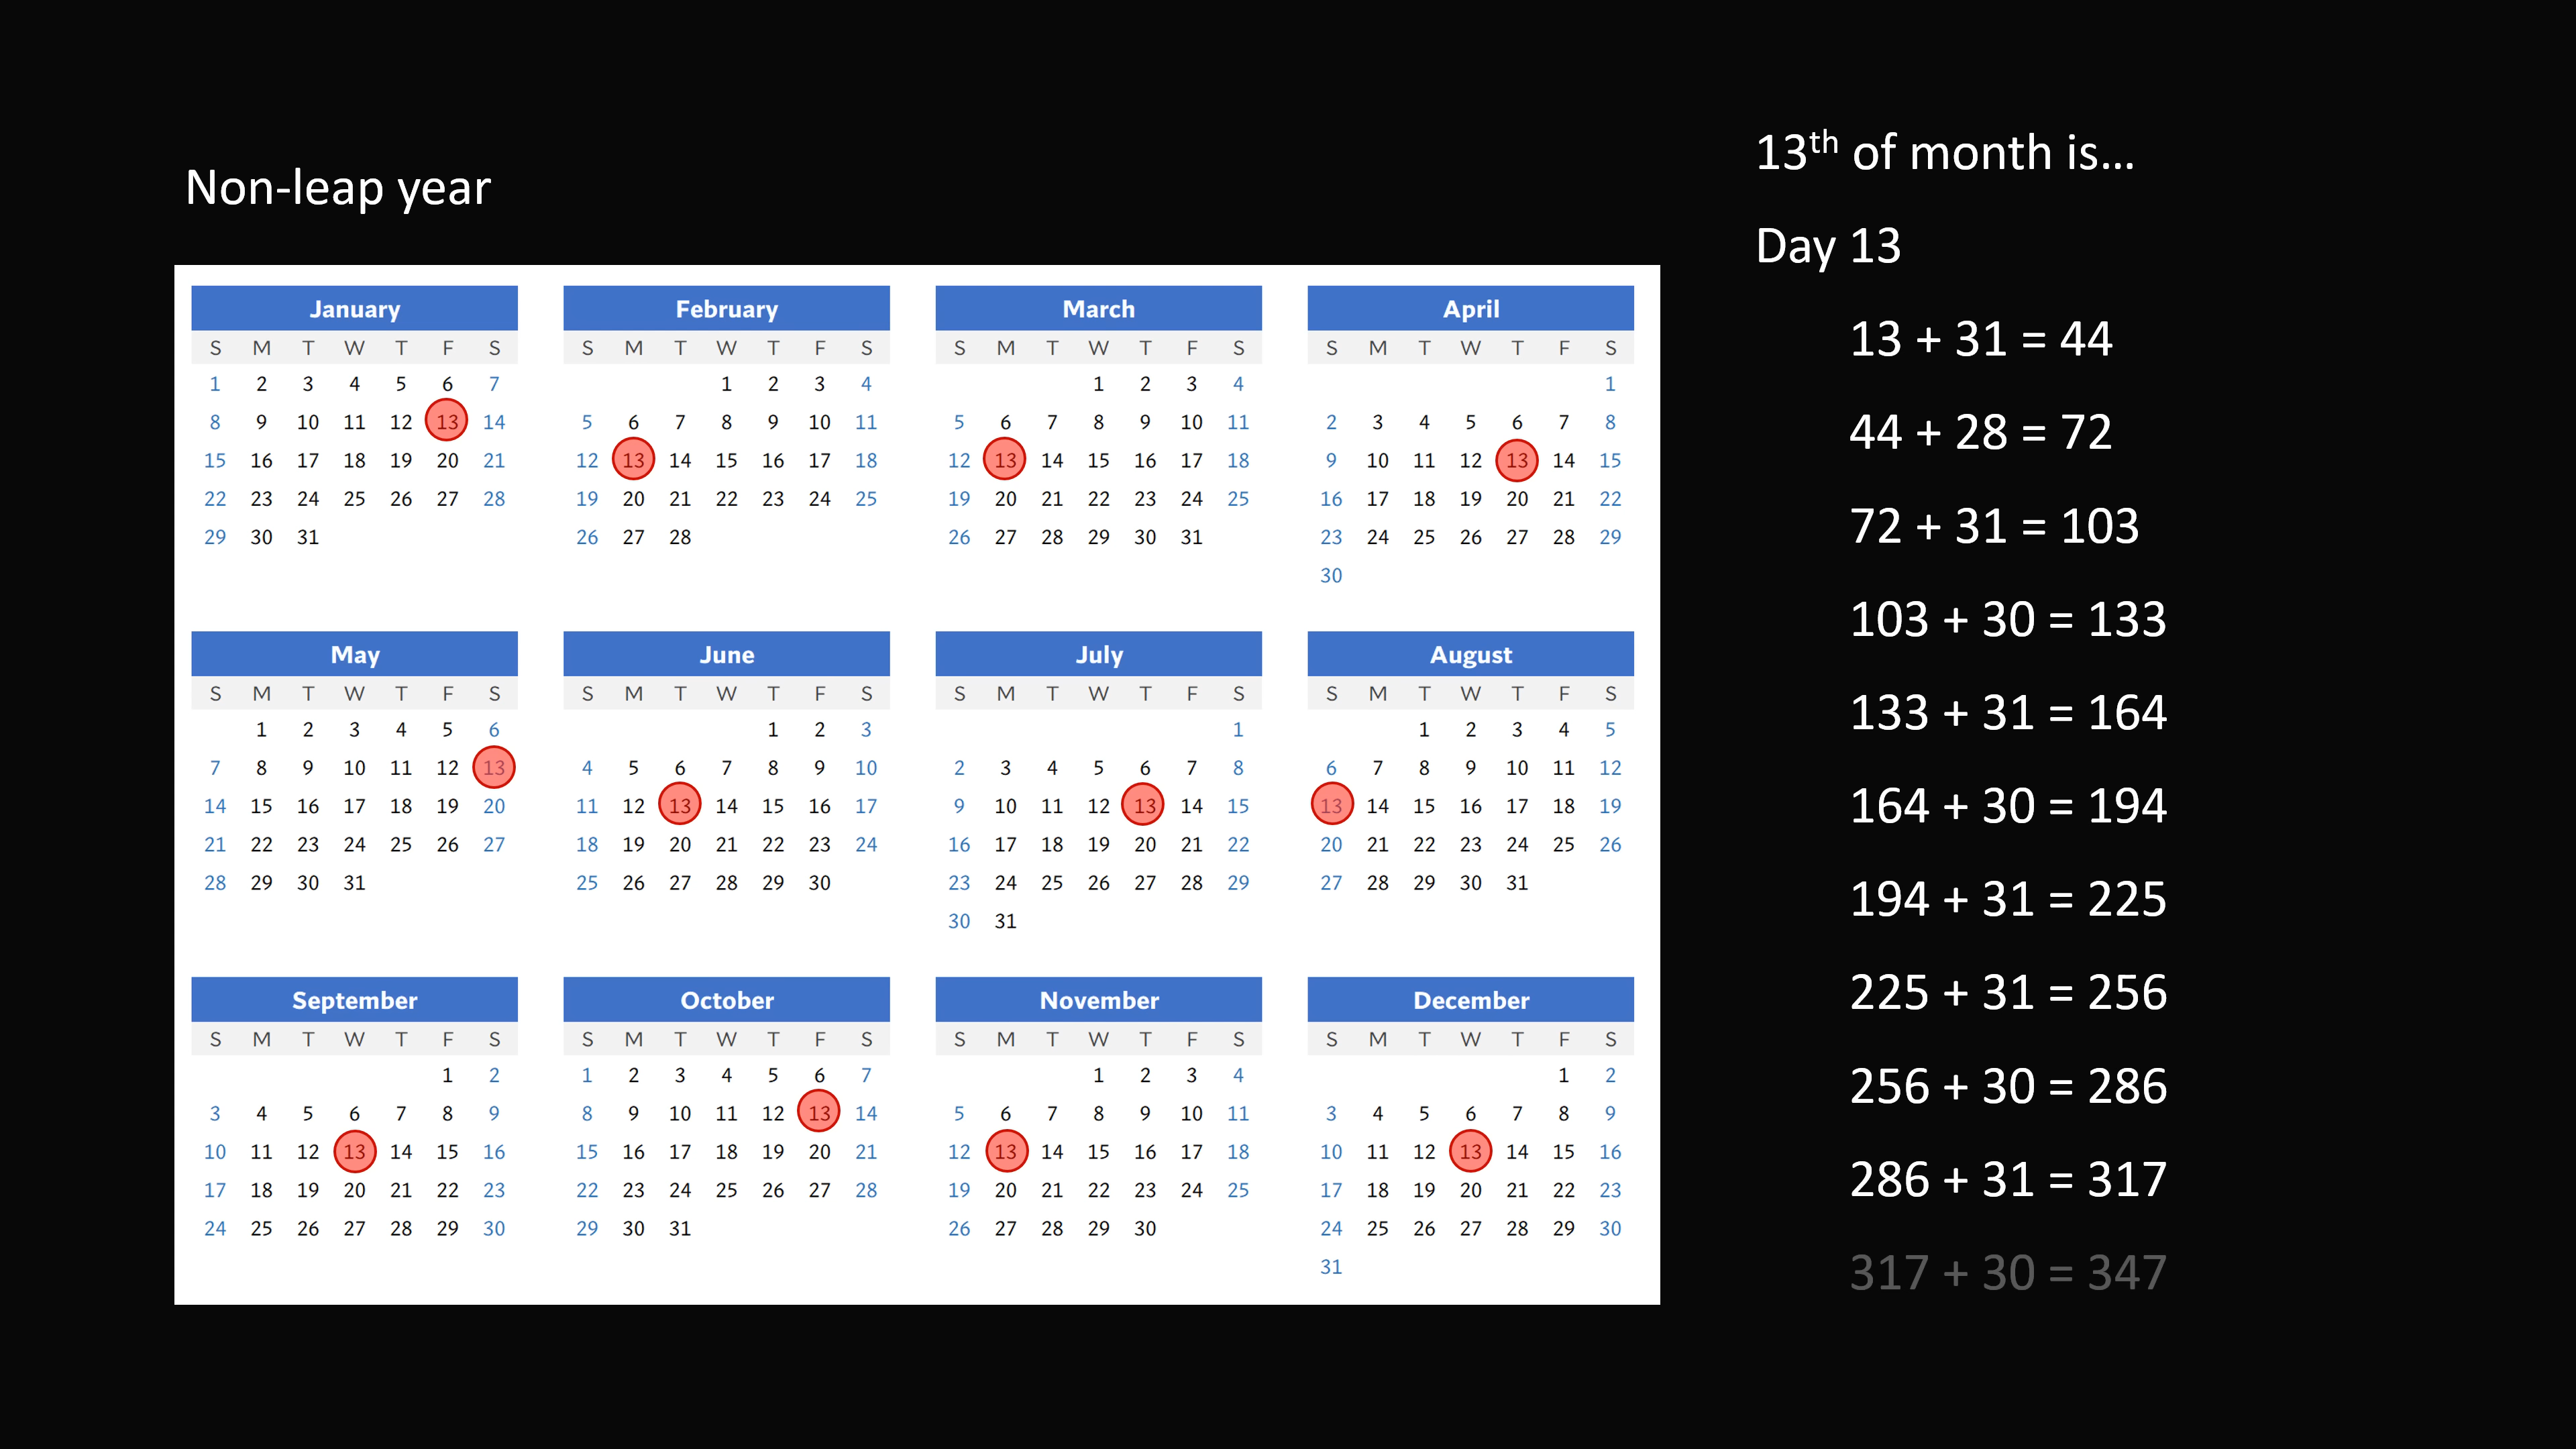 Non-leap year
January February March April
S M T W T F S S M T W T F S S M T W T F S S M T W T F S
1 2 3 4 5 6 7 1 2 3 4 1 2 3 4 1
8 9 10 11 12 13 14 5 6 7 8 9 10 11 5 6 7 8 9 10 11 2 3 4 5 6 7 8
15 16 17 18 19 20 21 12 13 14 15 16 17 18 12 13 14 15 16 17 18 9 10 11 12 13 14 15
22 23 24 25 26 27 28 19 20 21 22 23 24 25 19 20 21 22 23 24 25 16 17 18 19 20 21 22
29 30 31 26 27 28 26 27 28 29 30 31 23 24 25 26 27 28 29
30
May June July August
S M T W T F S S M T W T F S S M T W T F S S M T W T F S
1 2 3 4 5 6 1 2 3 1 1 2 3 4 5
7 8 9 10 11 12 13 4 5 6 7 8 9 10 2 3 4 5 6 7 8 6 7 8 9 10 11 12
14 15 16 17 18 19 20 11 12 13 14 15 16 17 9 10 11 12 13 14 15 13 14 15 16 17 18 19
21 22 23 24 25 26 27 18 19 20 21 22 23 24 16 17 18 19 20 21 22 20 21 22 23 24 25 26
28 29 30 31 25 26 27 28 29 30 23 24 25 26 27 28 29 27 28 29 30 31
30 31
September October November December
S M T W T F S S M T W T F S S M T W T F S S M T W T F S
1 2 1 2 3 4 5 6 7 1 2 3 4 1 2
3 4 5 6 7 8 9 8 9 10 11 12 13 14 5 6 7 8 9 10 11 3 4 5 6 7 8 9
10 11 12 13 14 15 16 15 16 17 18 19 20 21 12 13 14 15 16 17 18 10 11 12 13 14 15 16
17 18 19 20 21 22 23 22 23 24 25 26 27 28 19 20 21 22 23 24 25 17 18 19 20 21 22 23
24 25 26 27 28 29 30 29 30 31 26 27 28 29 30 24 25 26 27 28 29 30
31
13th of month is...
Day 13
13 + 31 = 44
44 + 28 = 72
72 + 31 = 103
103 + 30 = 133
133 + 31 = 164
164 + 30 = 194
194 + 31 = 225
225 + 31 = 256
256 + 30 = 286
286 + 31 = 317
317 + 30 = 347